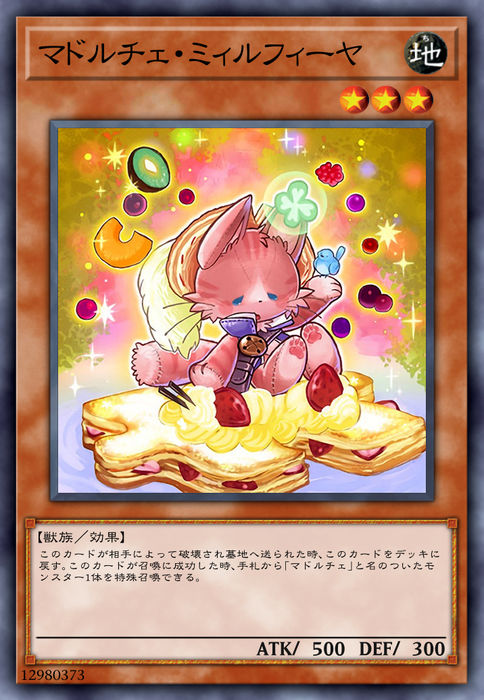 マドルチェ・ミィルフィーヤ
ち
地
【獣族／効果】
このカードが相手によって破壊され墓地へ送られた時、このカードをデッキに
戻す。このカードが召喚に成功した時、手札から「マドルチェ」と名のついたモ
ンスター1体を特殊召喚できる。
ATK/ 500 DEF/ 300
12980373